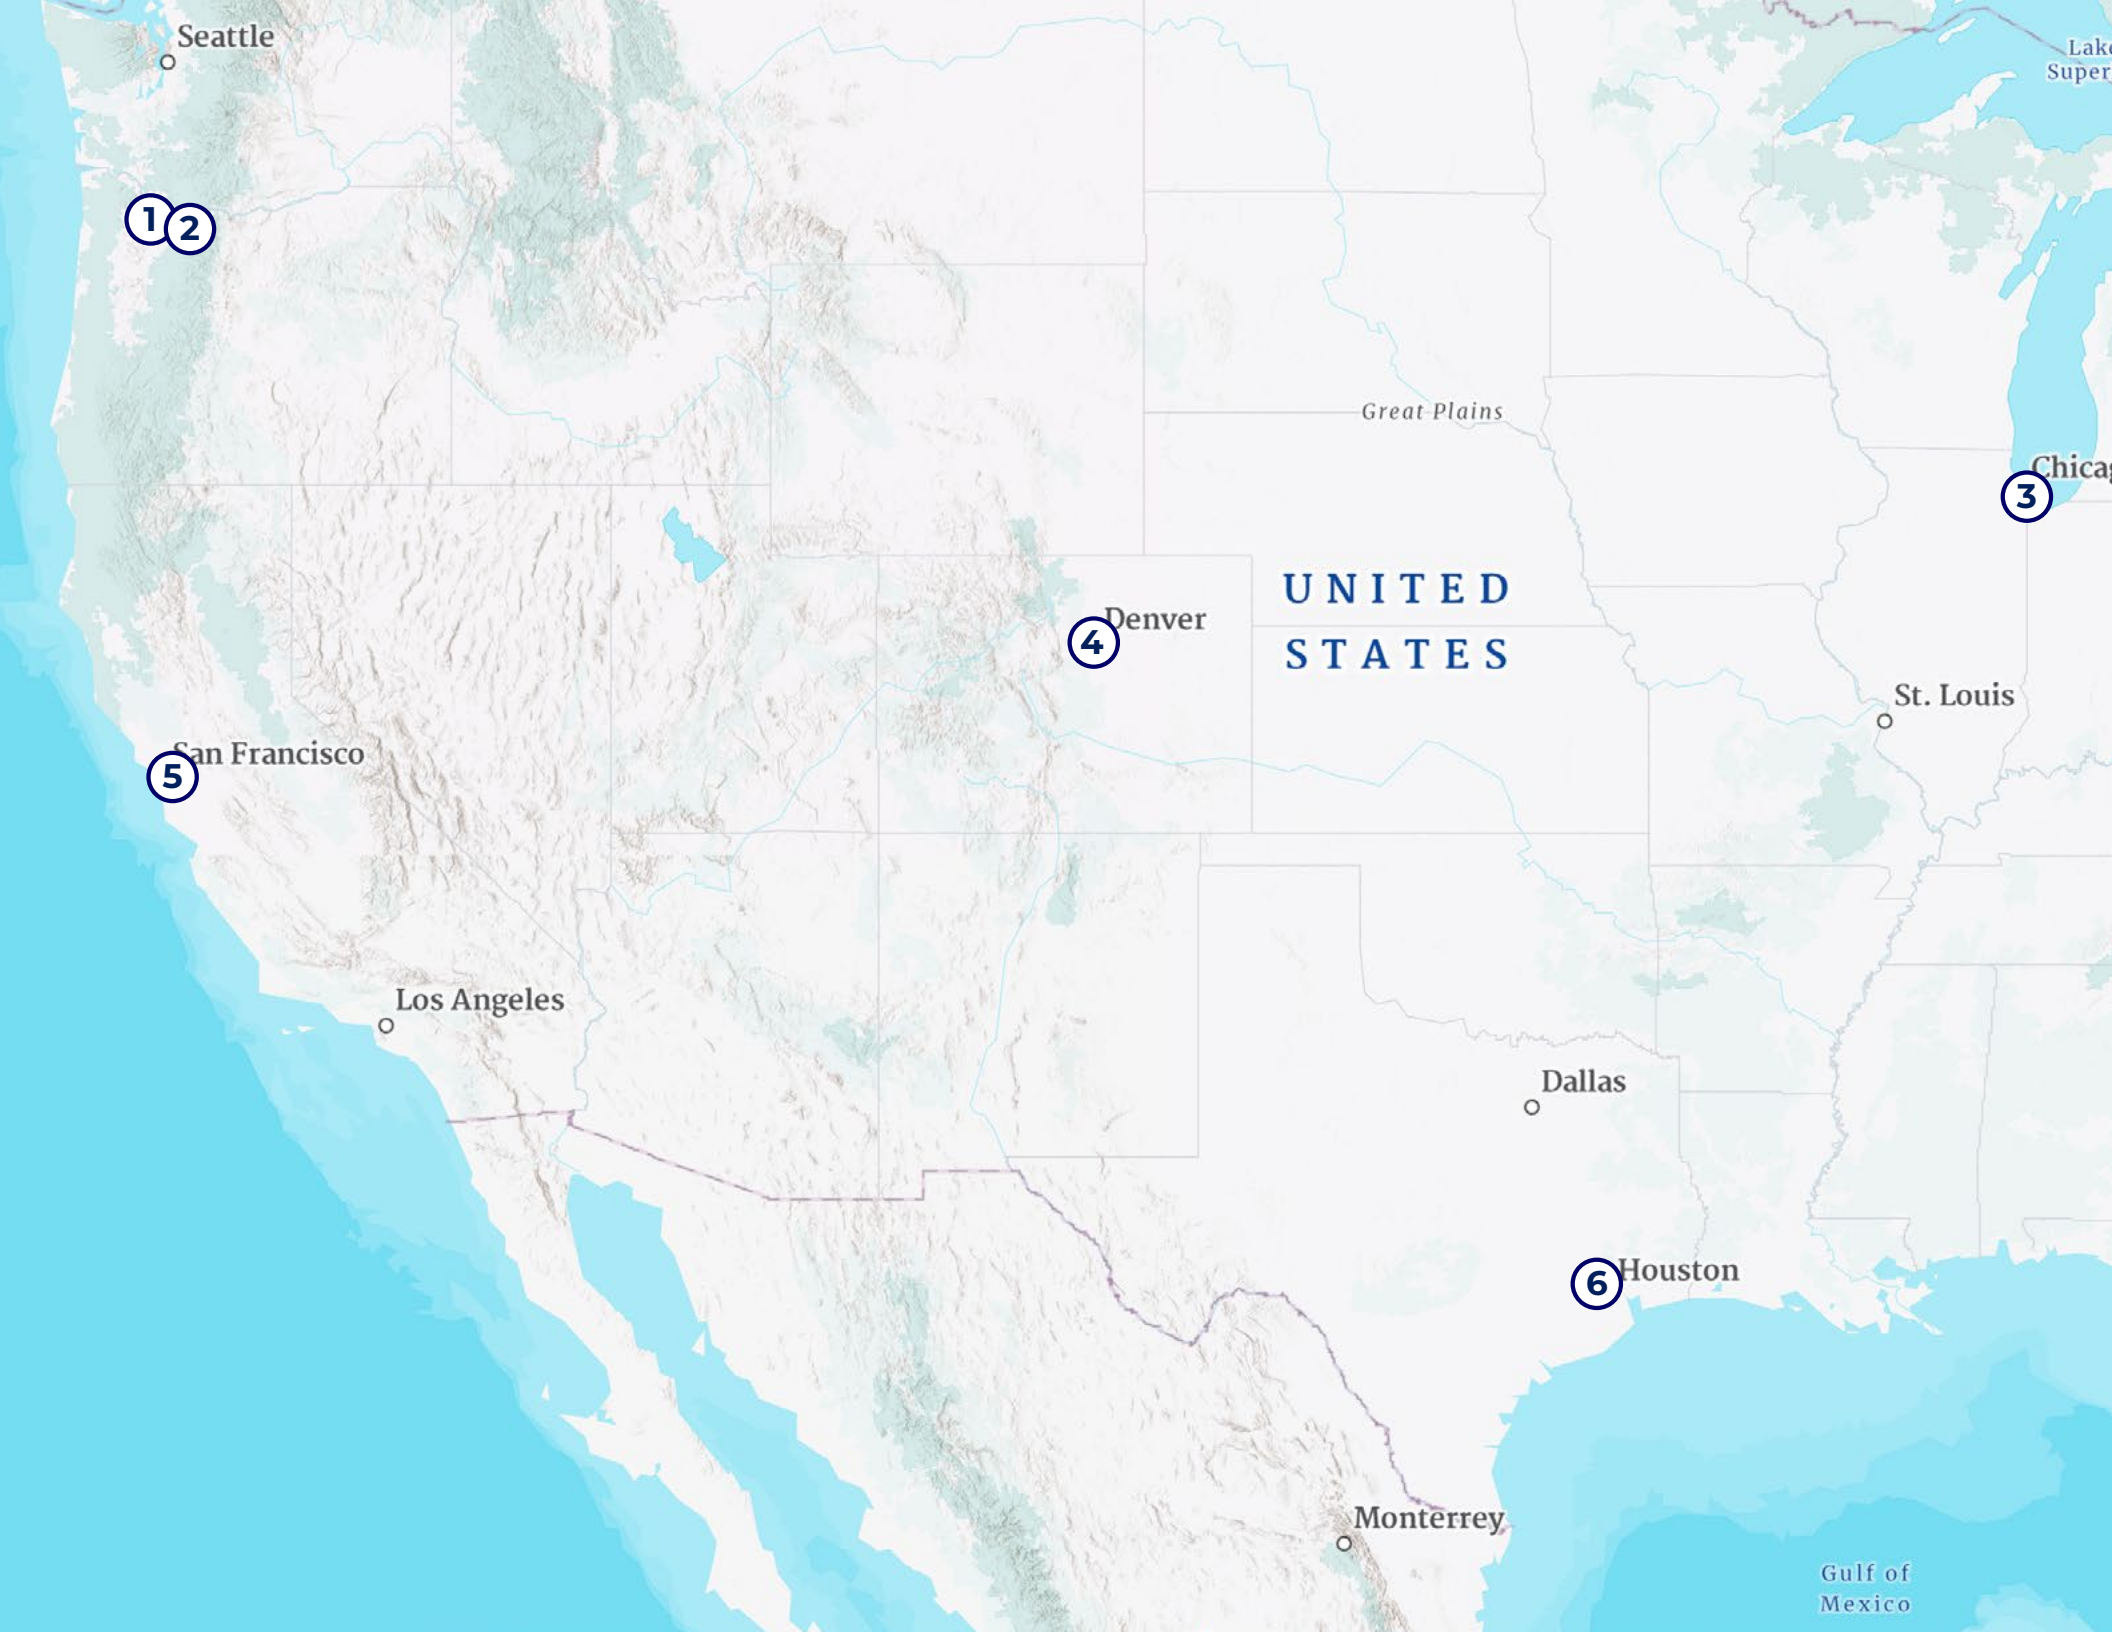 Seattle
Lake
Super
1
2
Great Plains
Chica
3
UNITED
STATES
Denver
4
St. Louis
San Francisco
5
Los Angeles
Dallas
Houston
6
Monterrey
Gulf of
Mexico